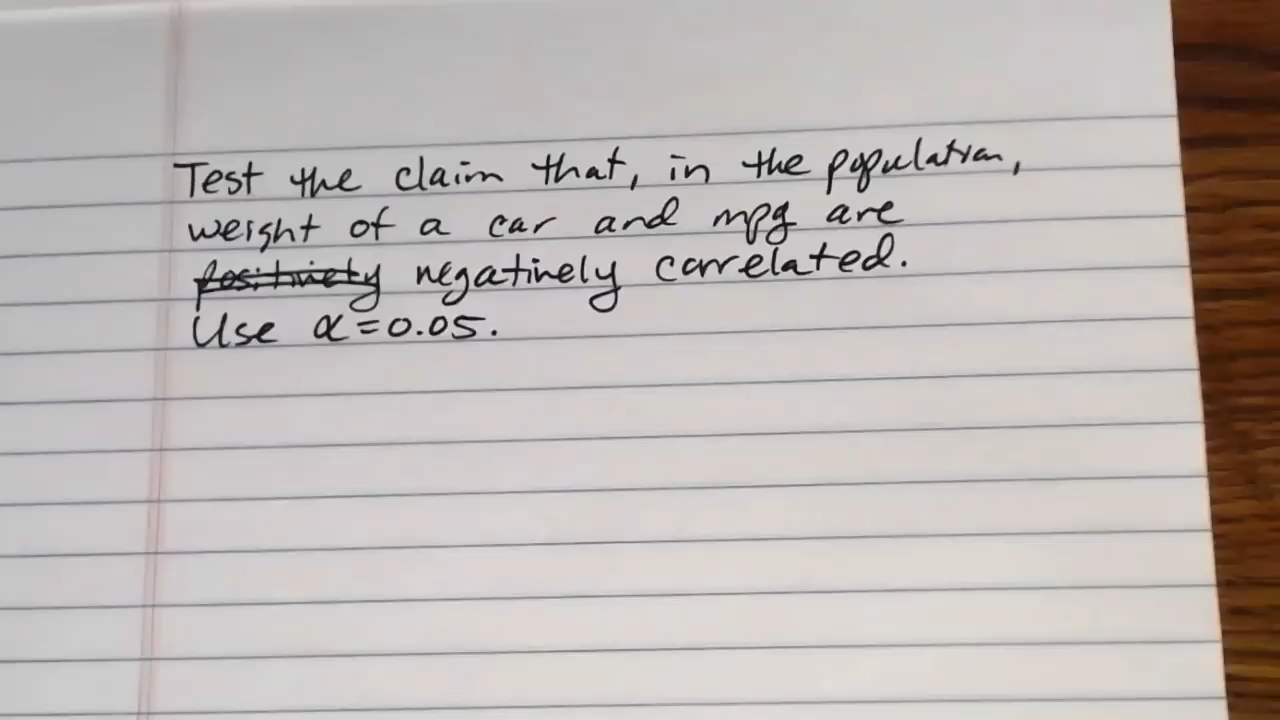 Test the claim that, in the population,
weight of a car and mpg are
positively negatively correlated.
Use α = 0.05.